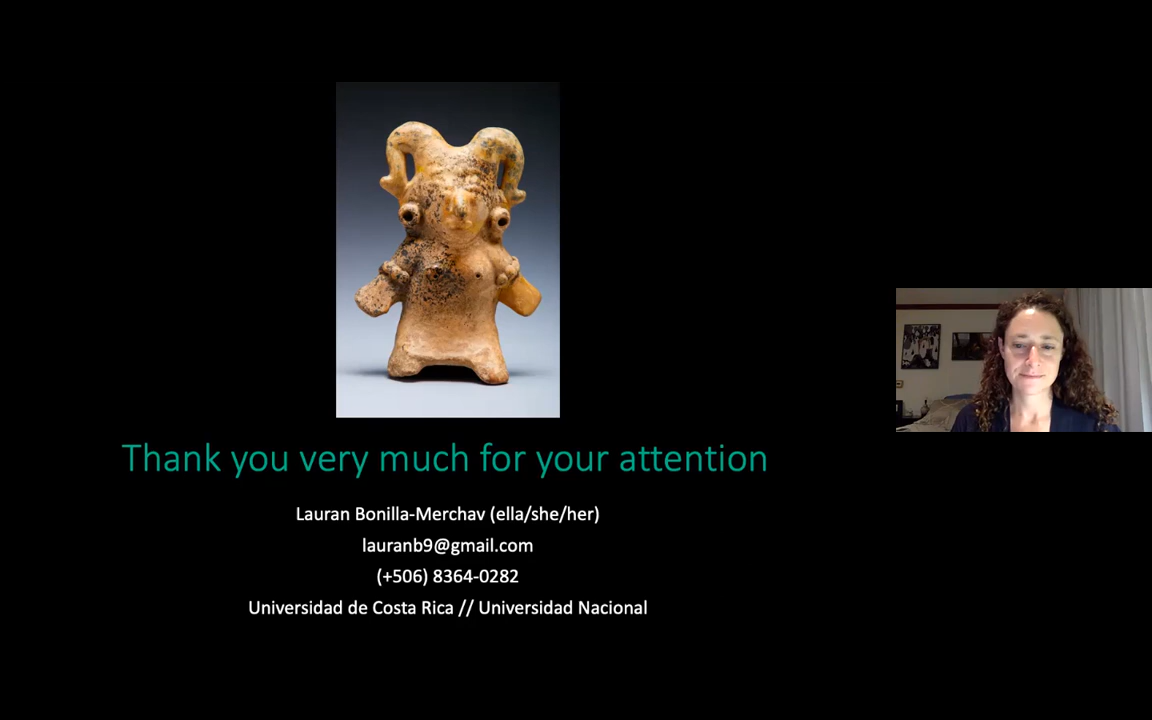 Thank you very much for your attention
Lauran Bonilla-Merchav (ella/she/her)
lauranb9@gmail.com
(+506) 8364-0282
Universidad de Costa Rica // Universidad Nacional